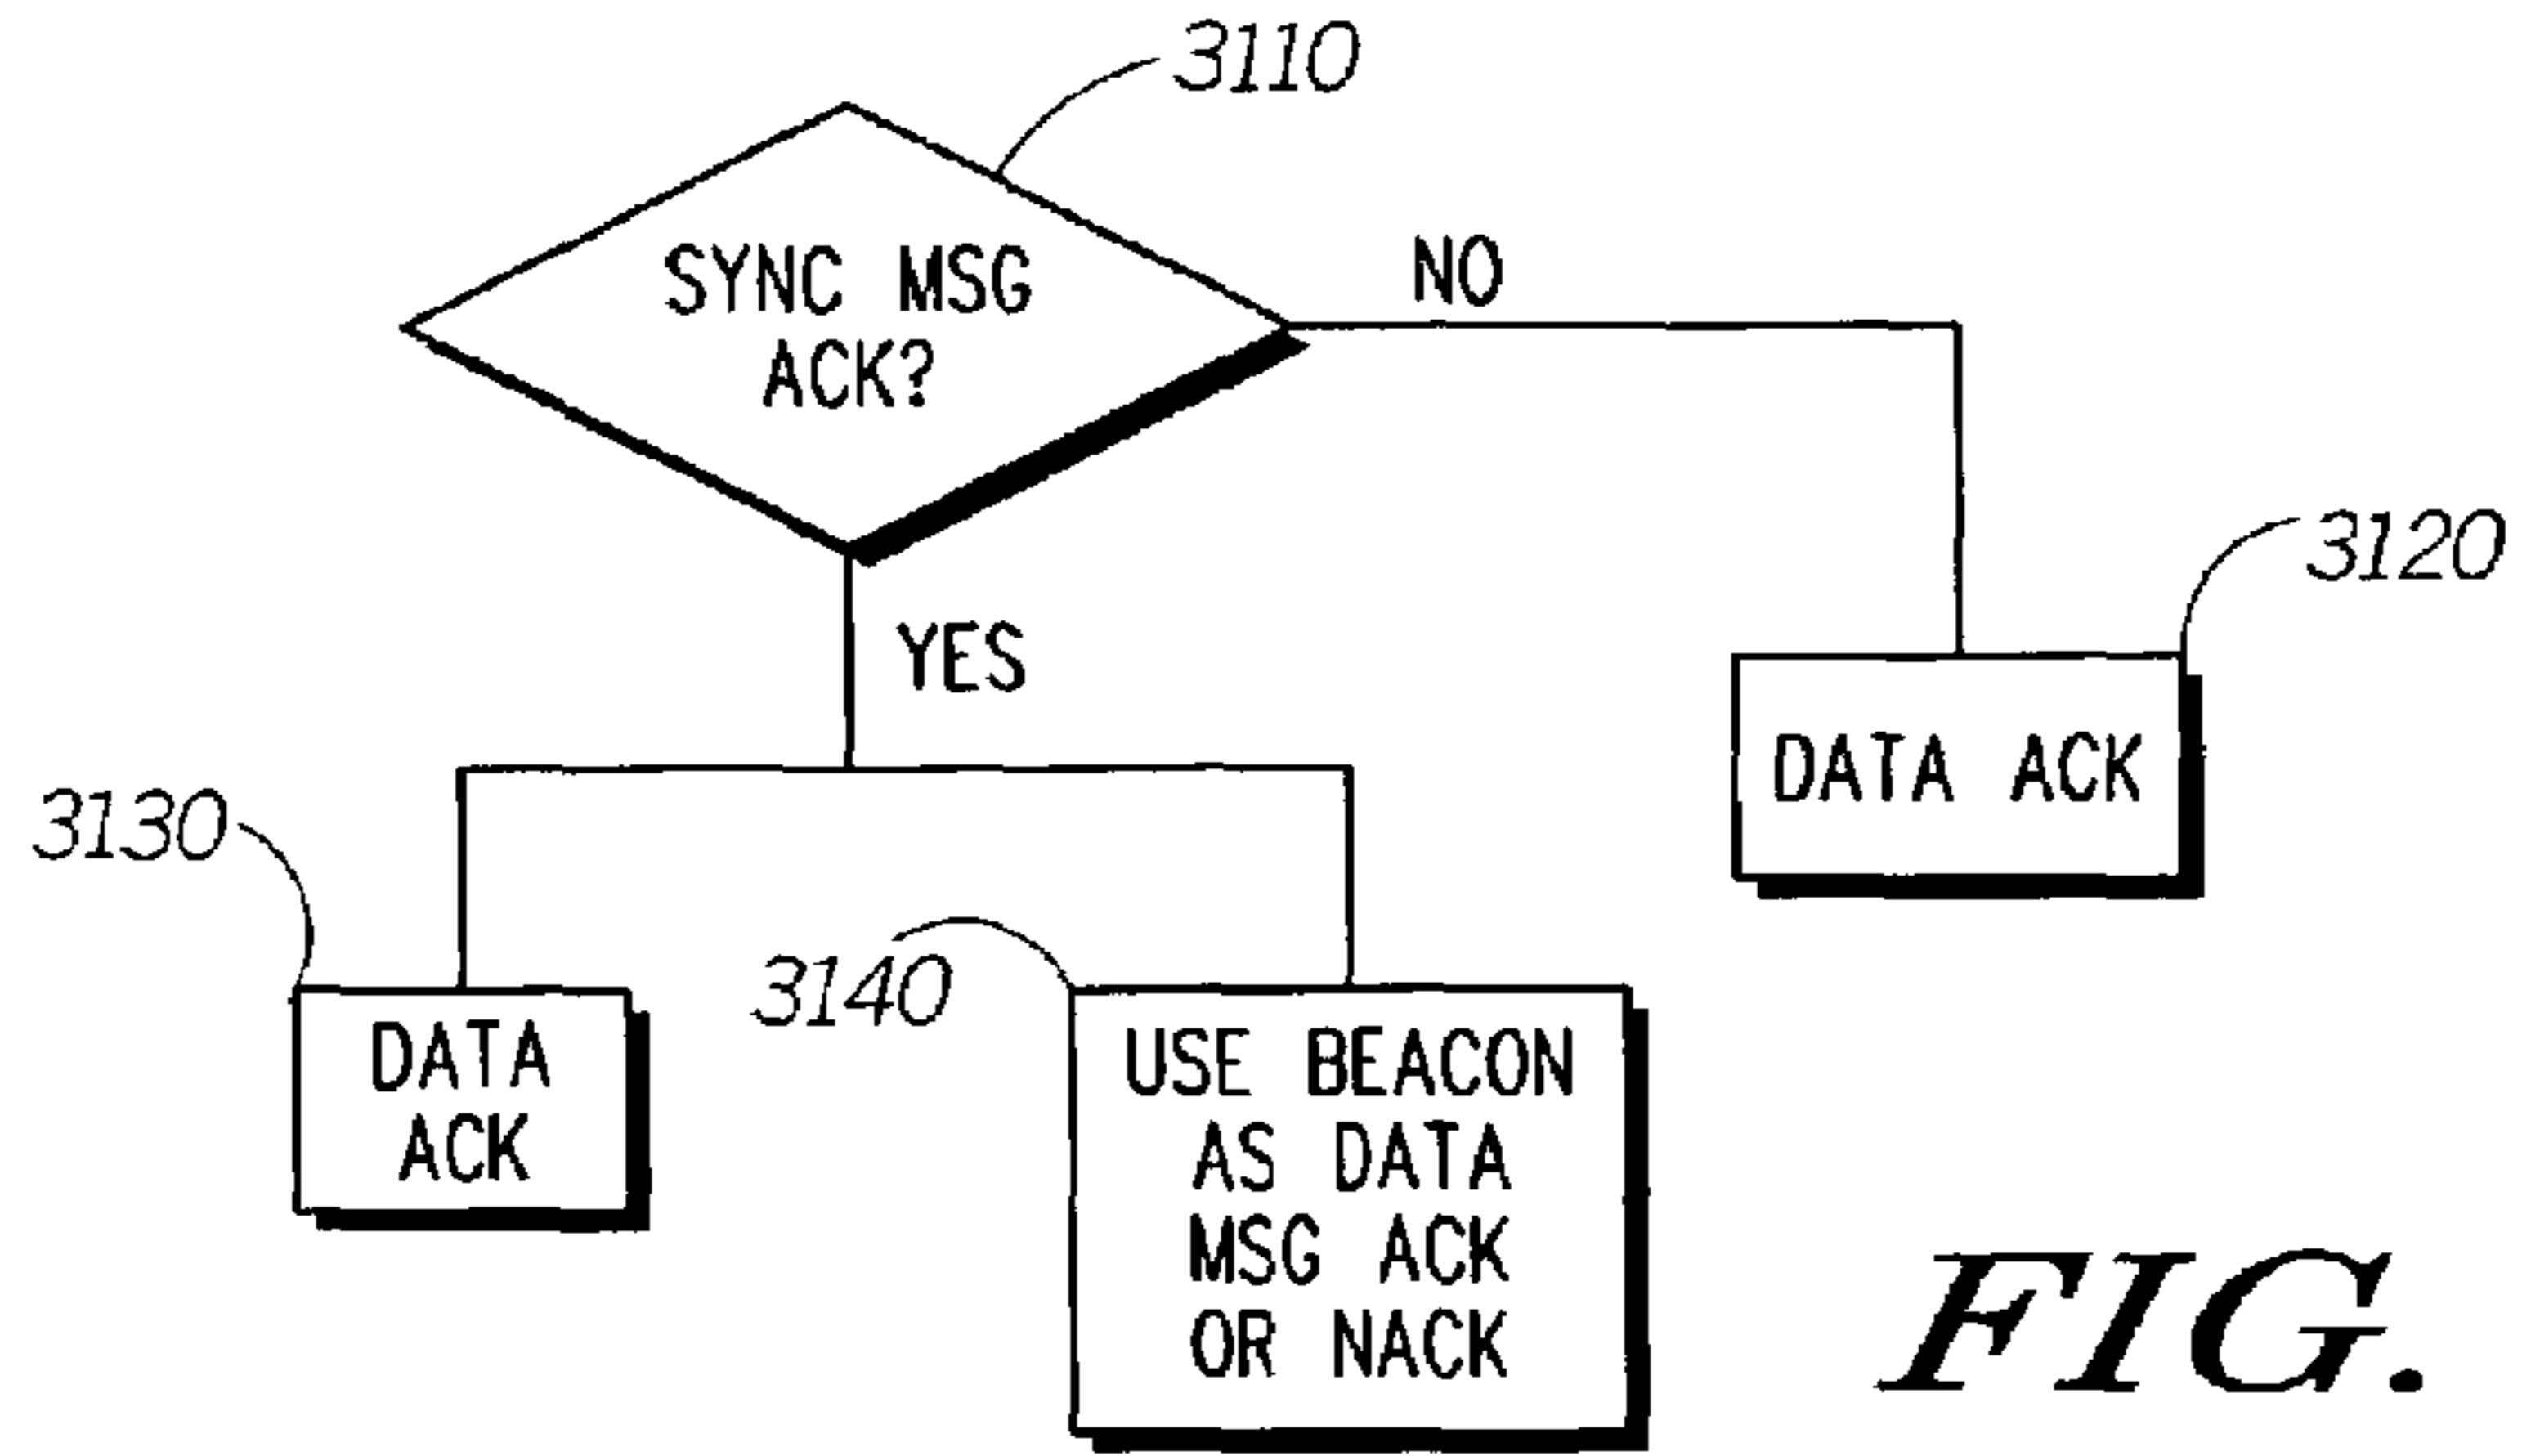 3110
SYNC MSG
ACK?
NO
YES
3120
DATA ACK
3130
DATA
ACK
3140
USE BEACON
AS DATA
MSG ACK
OR NACK
FIG.